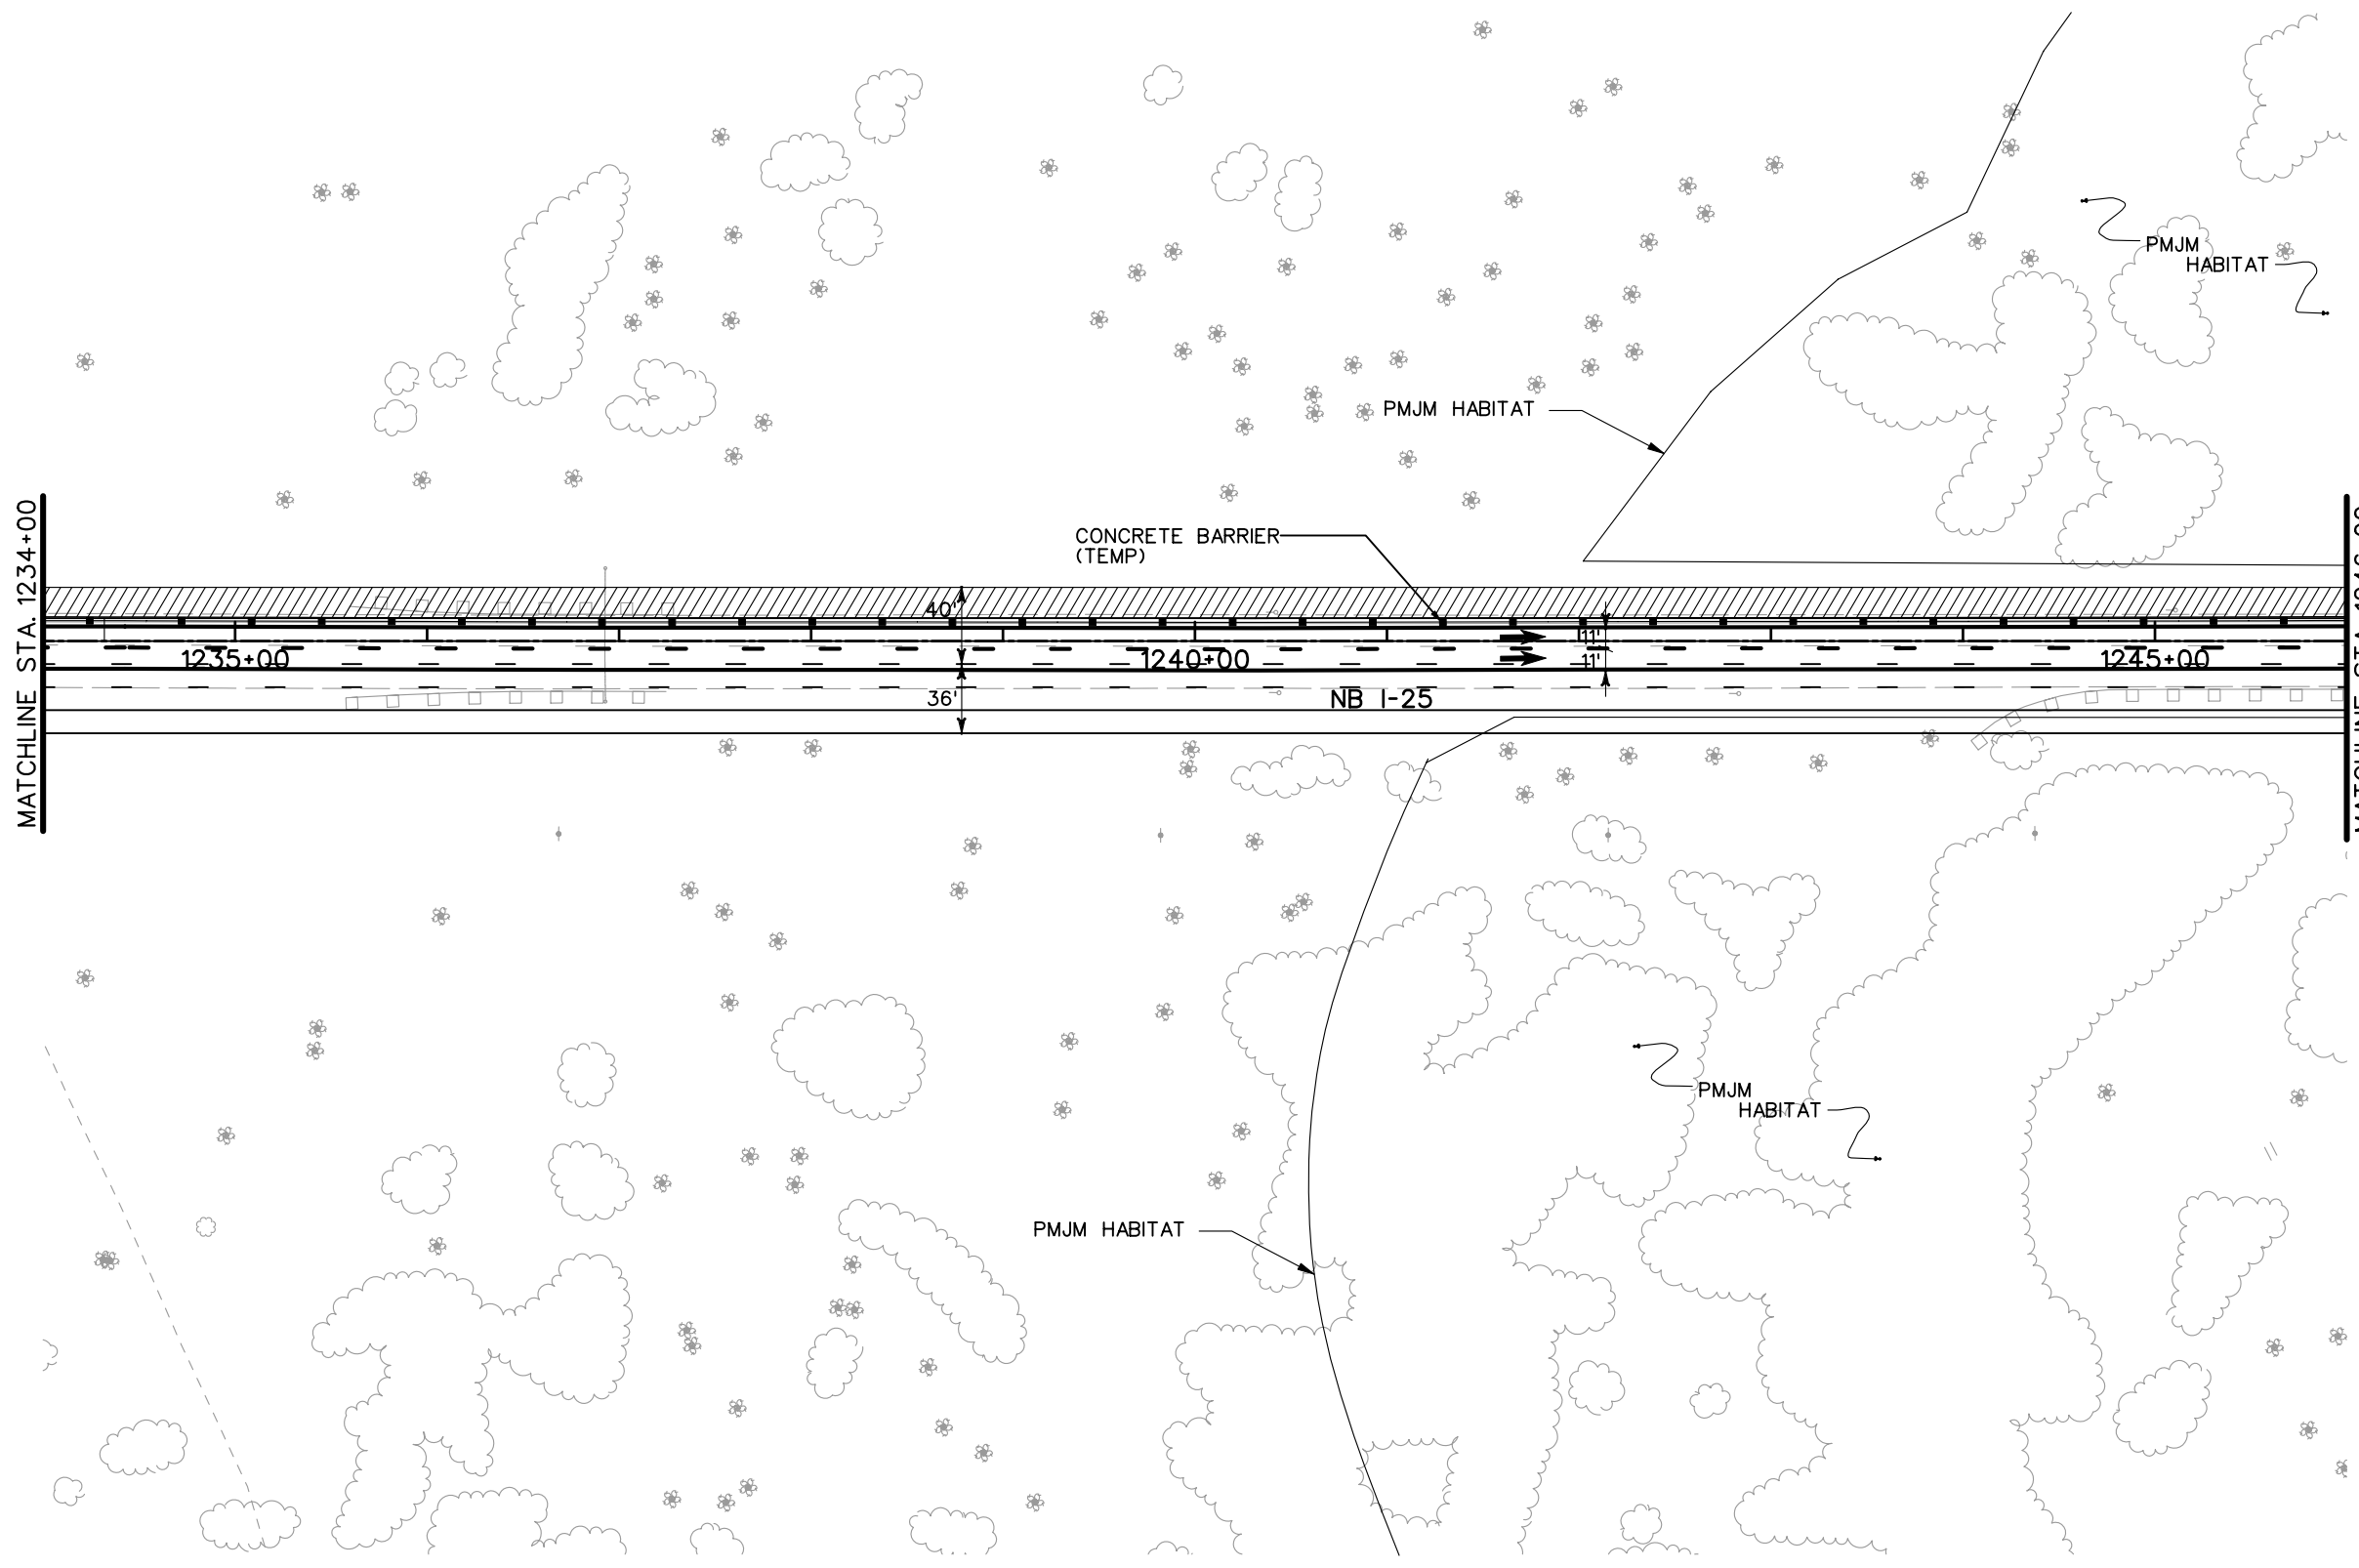 PMJM
HABITAT
PMJM HABITAT
CONCRETE BARRIER
(TEMP)
MATCHLINE STA. 1234+00
40'
11'
1235+00
1240+00
11'
1245+00
36'
NB I-25
PMJM
HABITAT
PMJM HABITAT